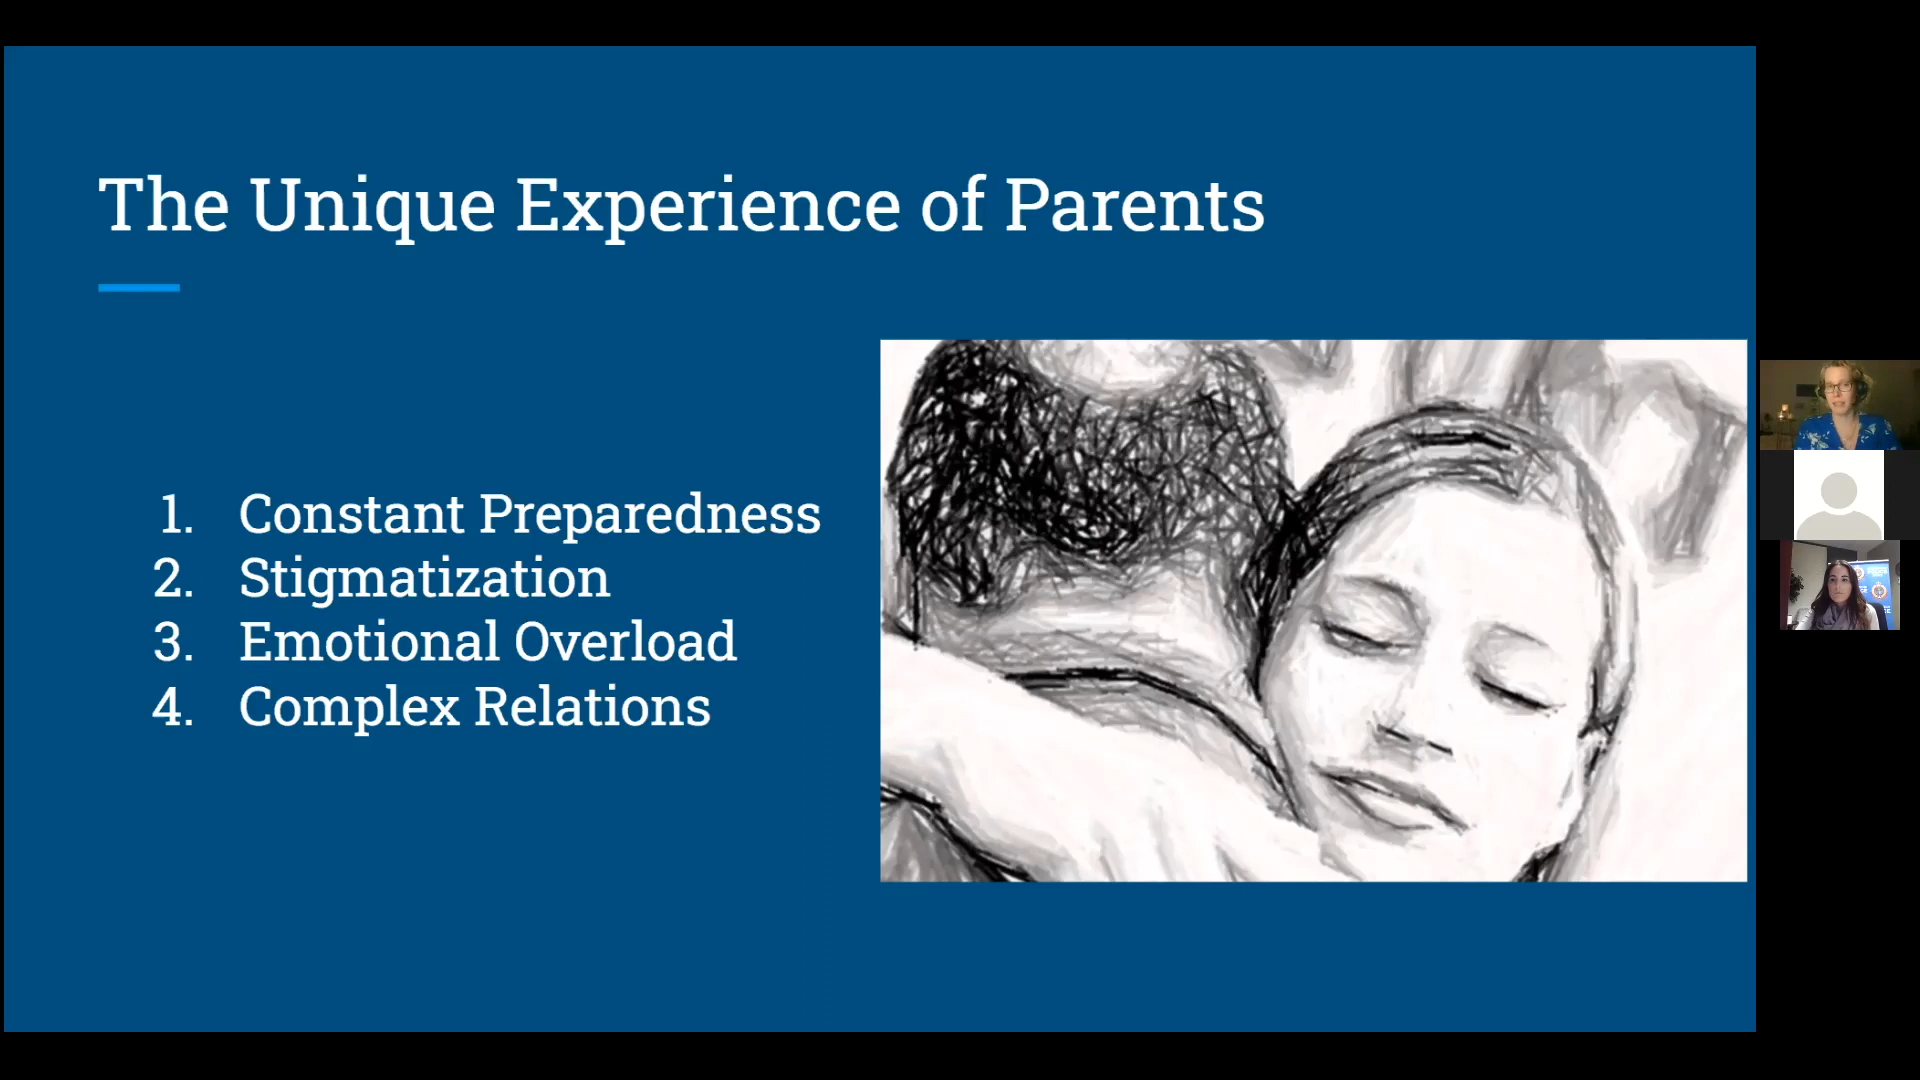 The Unique Experience of Parents
1. Constant Preparedness
2. Stigmatization
3. Emotional Overload
4. Complex Relations